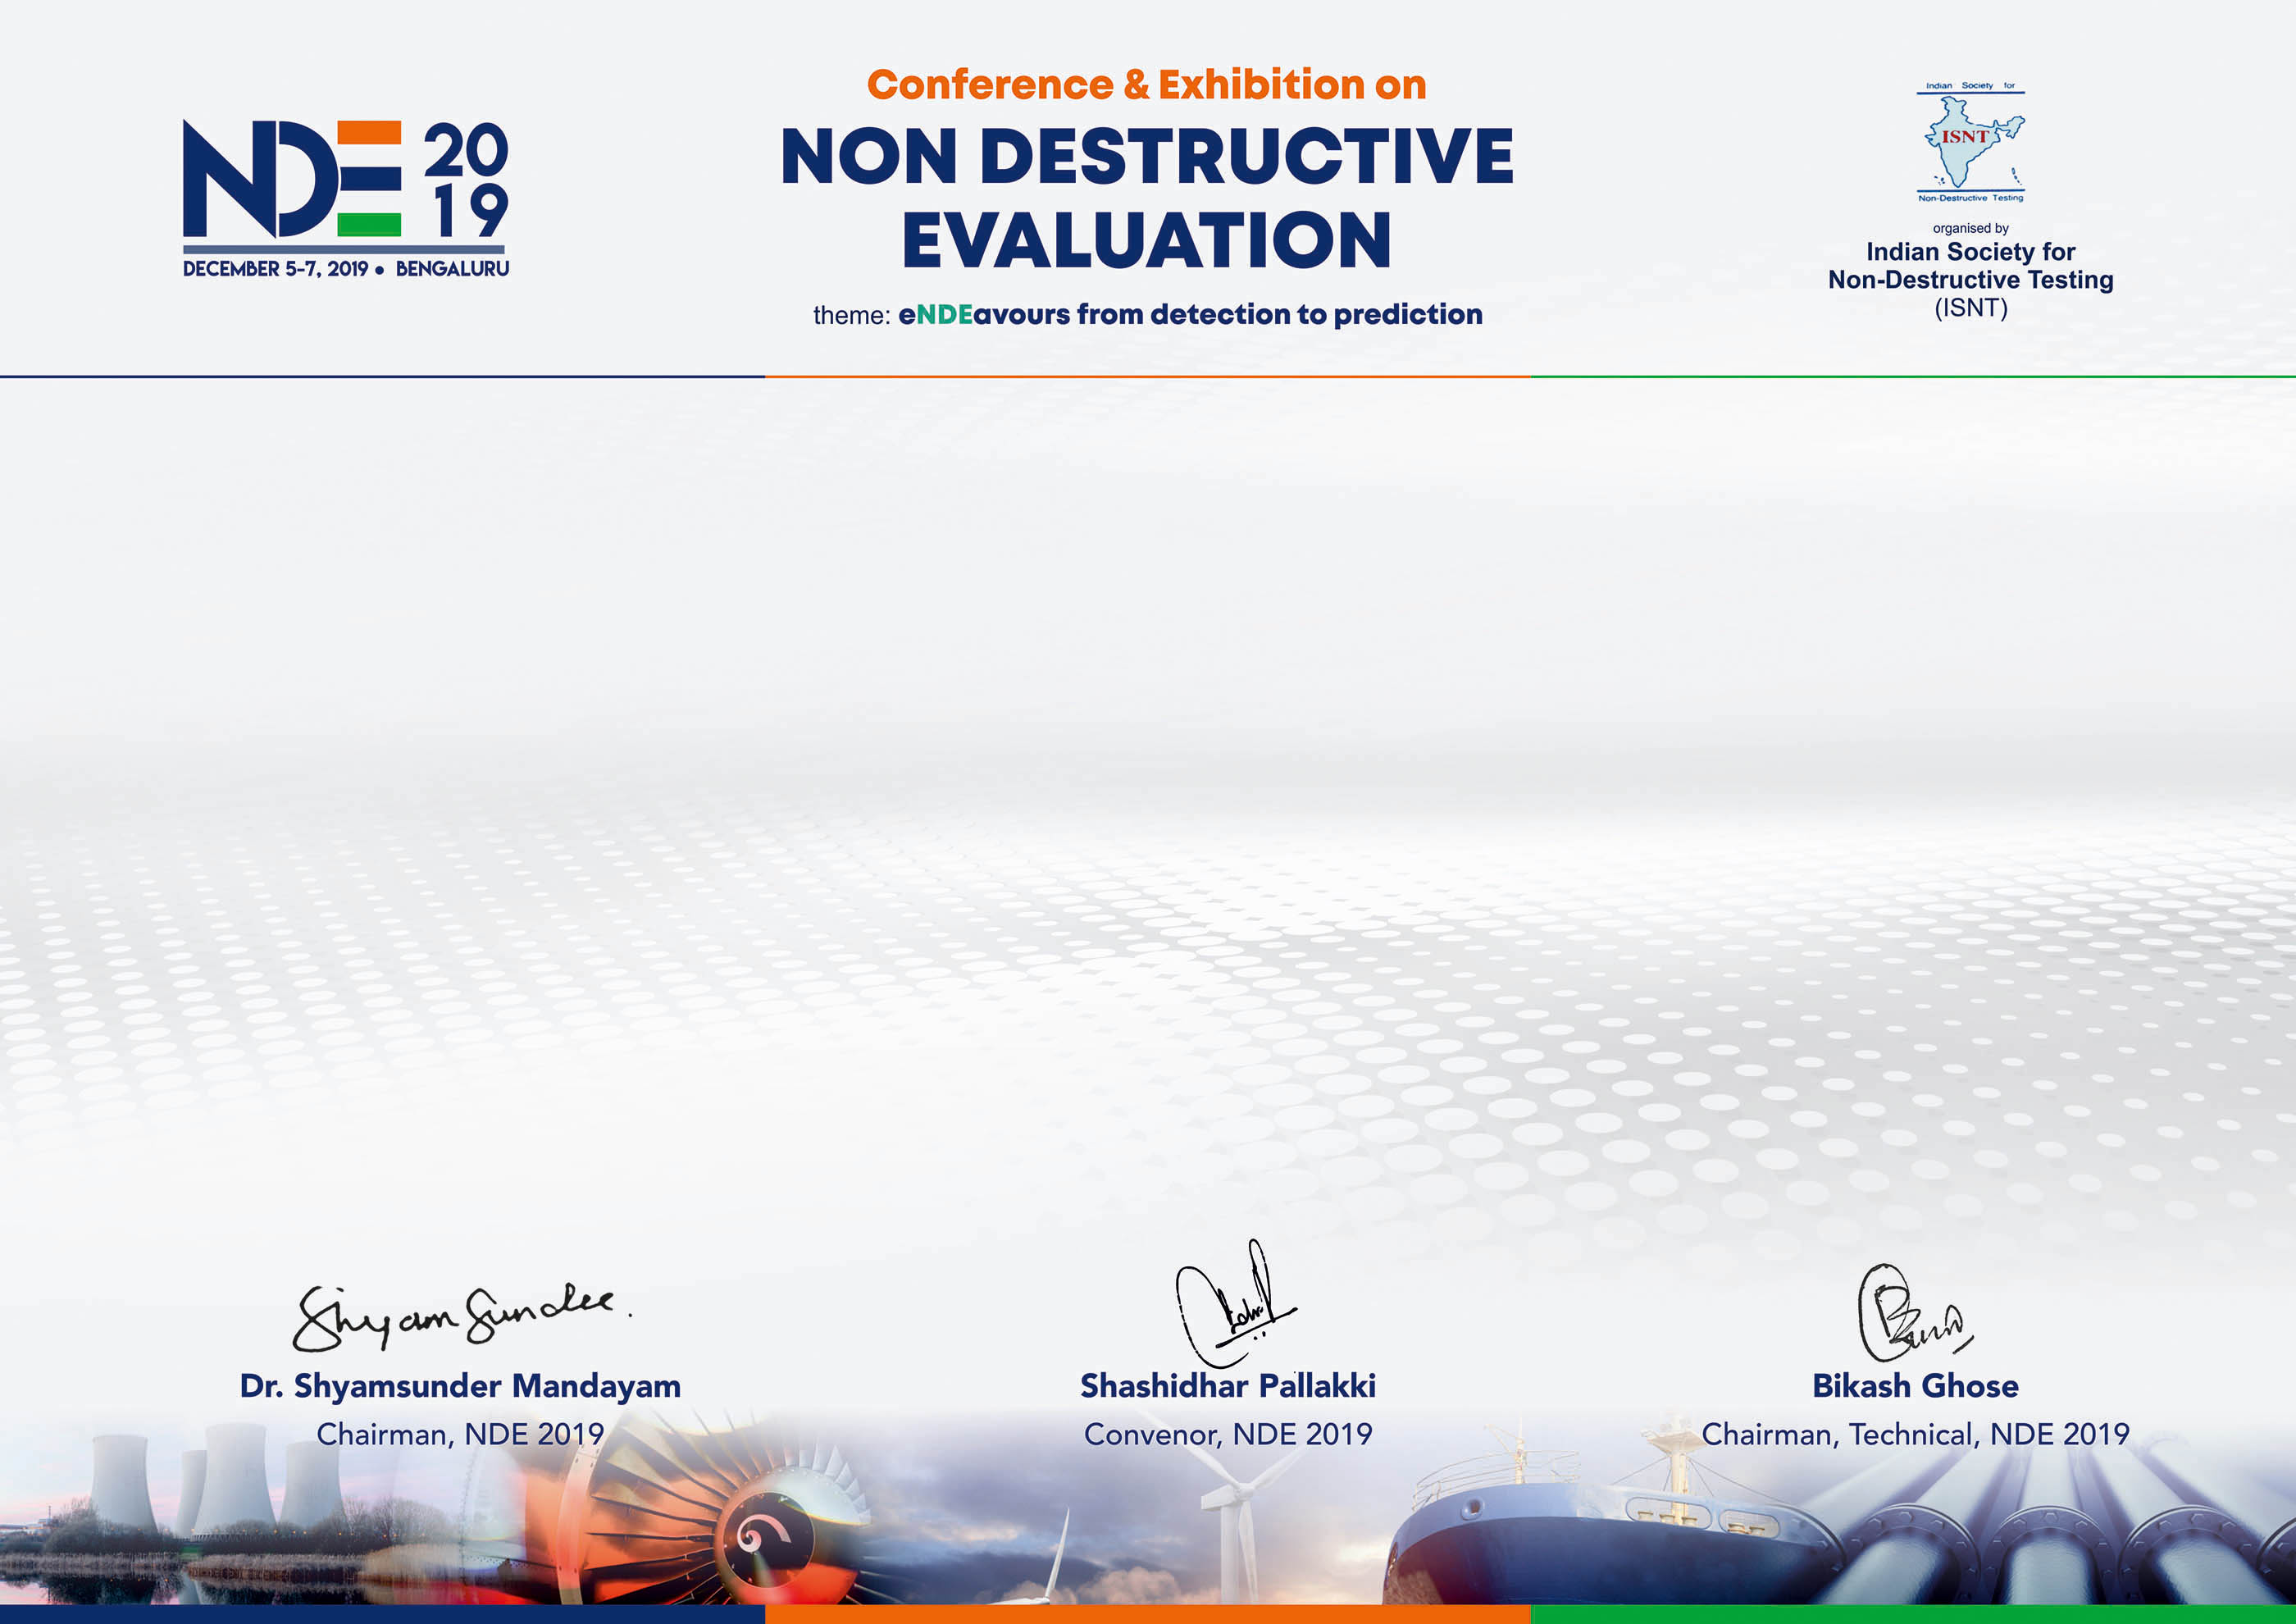 NDE 20
19
DECEMBER 5-7, 2019 • BENGALURU
Conference & Exhibition on
NON DESTRUCTIVE
EVALUATION
theme: eNDEavours from detection to prediction
Indian Society for
ISNT
Non-Destructive Testing
organised by
Indian Society for
Non-Destructive Testing
(ISNT)
Shyam Sunder.
Dr. Shyamsunder Mandayam
Chairman, NDE 2019
Shashidhar Pallakki
Convenor, NDE 2019
Bikash Ghose
Chairman, Technical, NDE 2019